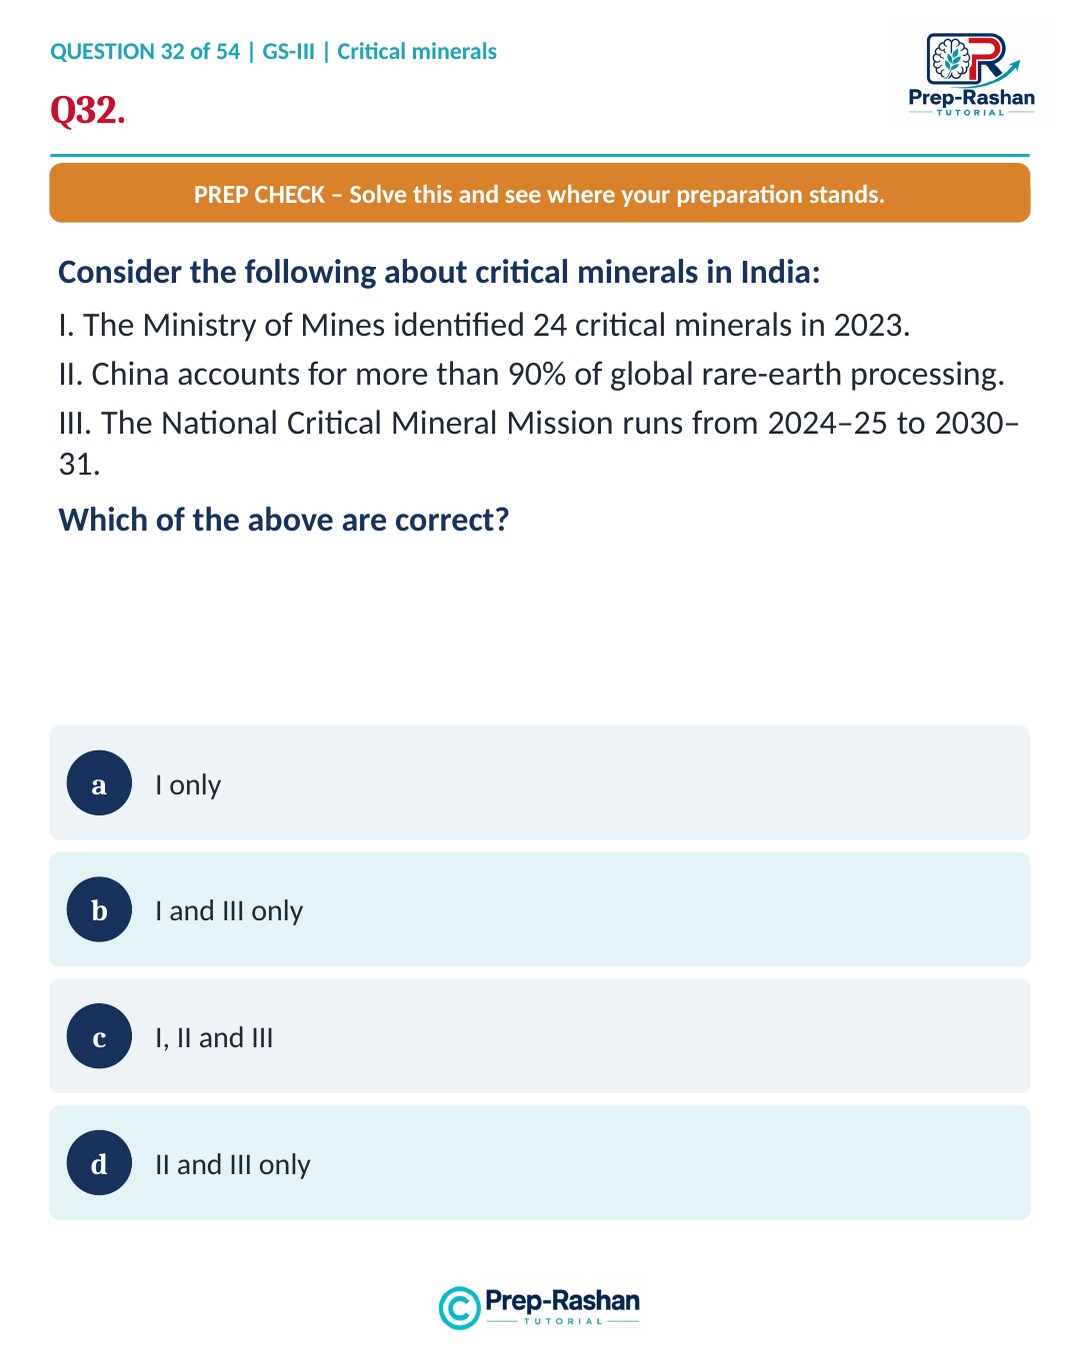 QUESTION 32 of 54 | GS-III | Critical minerals
Q32.
Prep-Rashan
TUTORIAL
PREP CHECK – Solve this and see where your preparation stands.
Consider the following about critical minerals in India:
I. The Ministry of Mines identified 24 critical minerals in 2023.
II. China accounts for more than 90% of global rare-earth processing.
III. The National Critical Mineral Mission runs from 2024–25 to 2030–
31.
Which of the above are correct?
a I only
b I and III only
c I, II and III
d II and III only
© Prep-Rashan
TUTORIAL